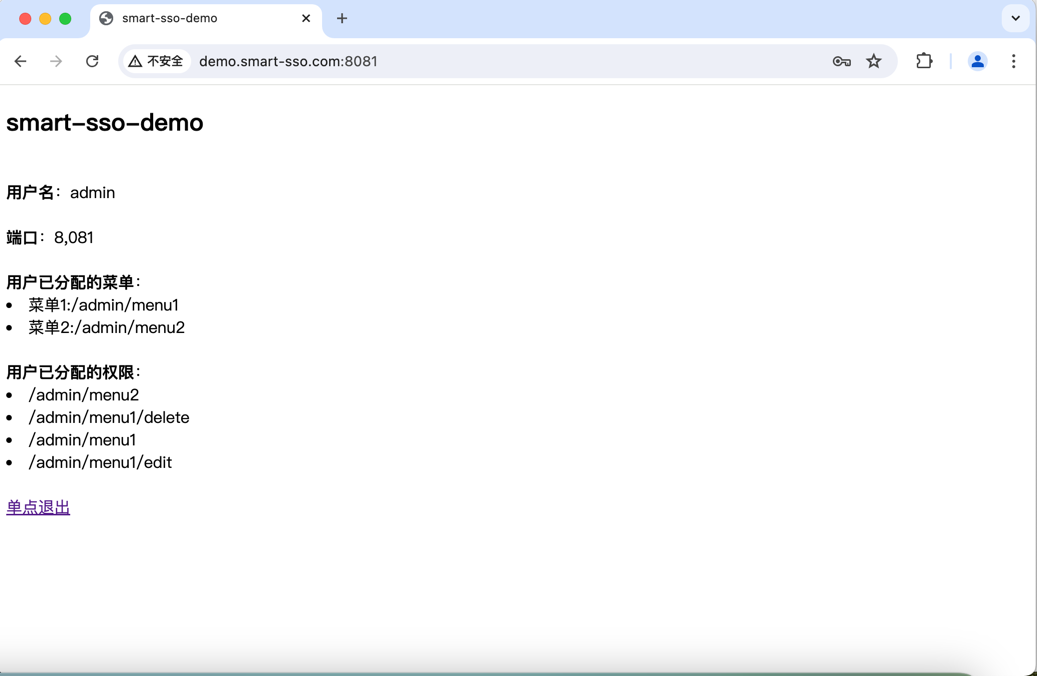 smart-sso-demo
不安全 demo.smart-sso.com:8081
smart-sso-demo
用户名：admin
端口：8,081
用户已分配的菜单：
菜单1:/admin/menu1
菜单2:/admin/menu2
用户已分配的权限：
/admin/menu2
/admin/menu1/delete
/admin/menu1
/admin/menu1/edit
单点退出